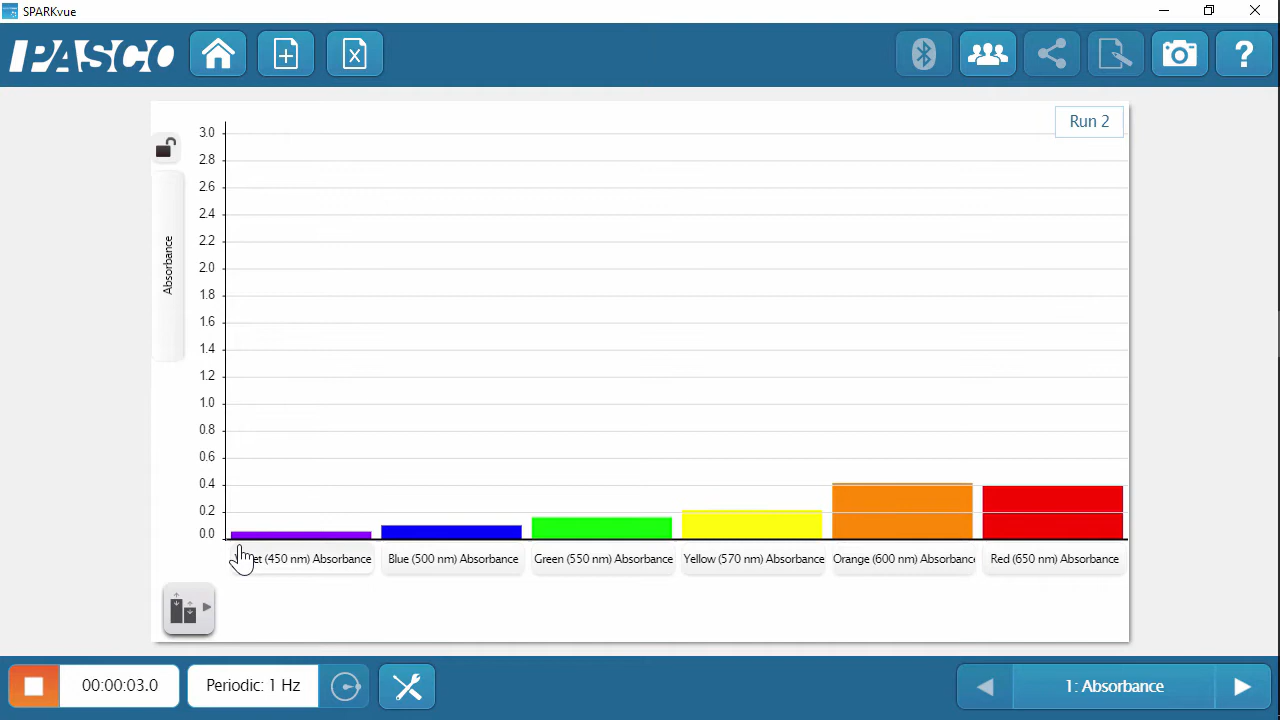 SPARKvue
PASCO
Run 2
Absorbance
3.0
2.8
2.6
2.4
2.2
2.0
1.8
1.6
1.4
1.2
1.0
0.8
0.6
0.4
0.2
0.0
(450 nm) Absorbance
Blue (500 nm) Absorbance
Green (550 nm) Absorbance
Yellow (570 nm) Absorbance
Orange (600 nm) Absorbanc
Red (650 nm) Absorbance
00:00:03.0
Periodic: 1 Hz
1: Absorbance
?